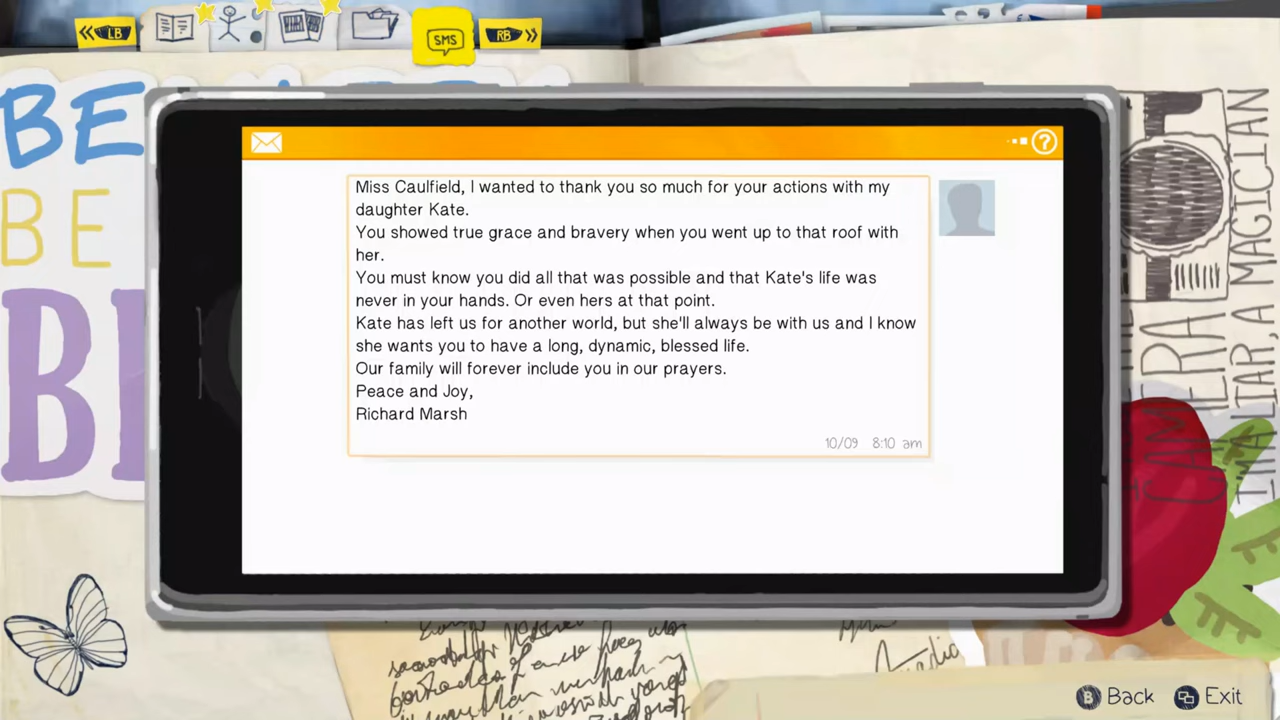 LB
SMS
RB
BE
BE
Miss Caulfield, I wanted to thank you so much for your actions with my
daughter Kate.
You showed true grace and bravery when you went up to that roof with
her.
You must know you did all that was possible and that Kate's life was
never in your hands. Or even hers at that point.
Kate has left us for another world, but she'll always be with us and I know
she wants you to have a long, dynamic, blessed life.
Our family will forever include you in our prayers.
Peace and Joy,
Richard Marsh
10/09 8:10 am
?
CAMERA
I'M A LIAR, A MAGICIAN
B Back
Exit